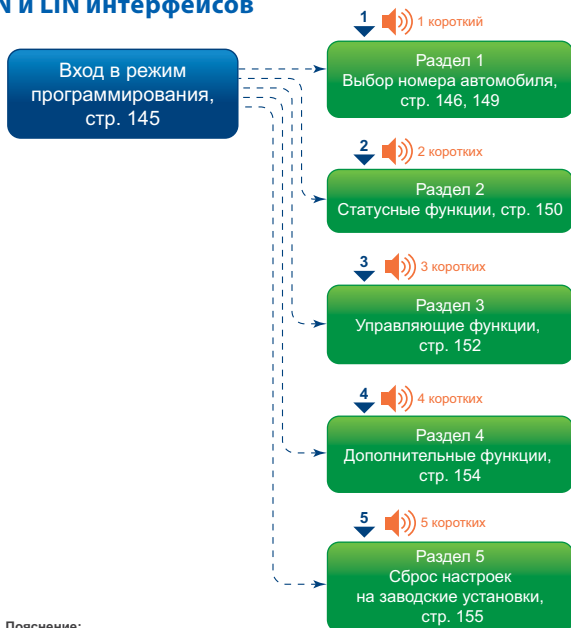 N и LIN интерфейсов
Вход в режим
программирования,
стр. 145
1 1 короткий
Раздел 1
Выбор номера автомобиля,
стр. 146, 149
2 2 коротких
Раздел 2
Статусные функции, стр. 150
3 3 коротких
Раздел 3
Управляющие функции,
стр. 152
4 4 коротких
Раздел 4
Дополнительные функции,
стр. 154
5 5 коротких
Раздел 5
Сброс настроек
на заводские установки,
стр. 155
Пояснение: